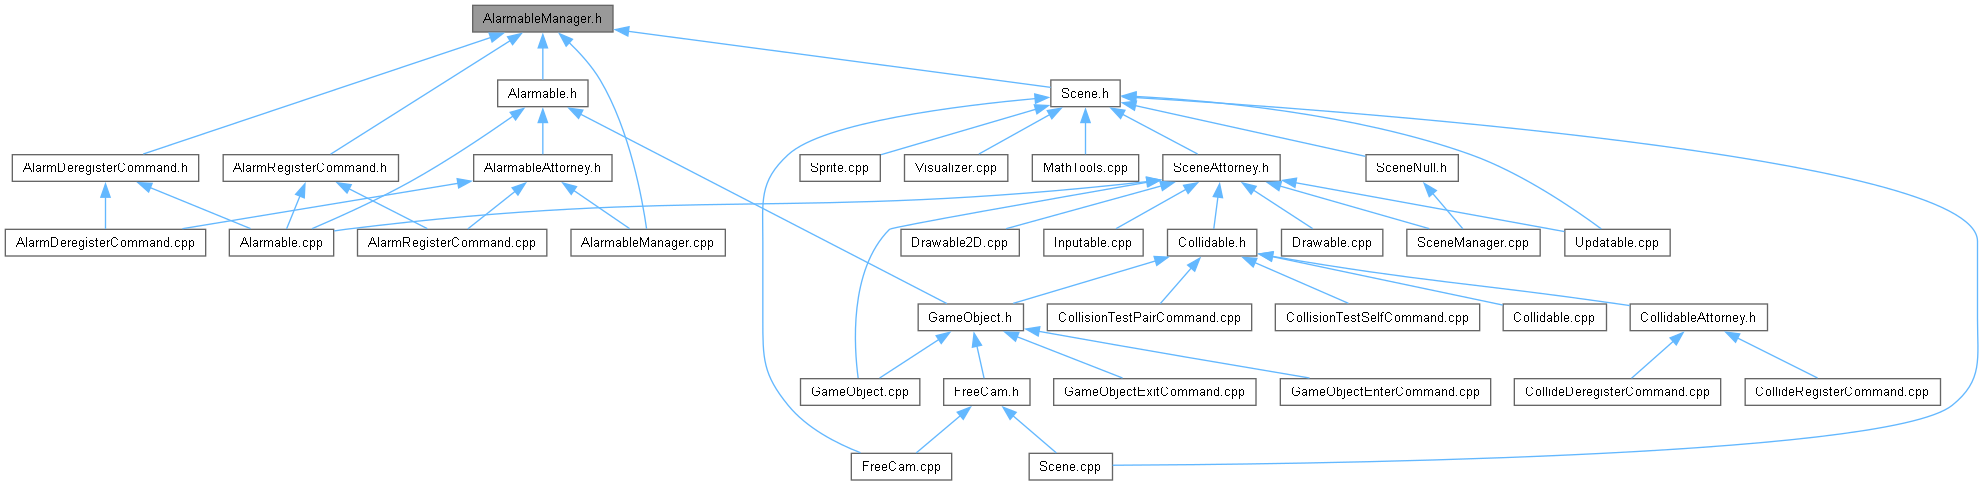 AlarmableManager.h
Alarmable.h
Scene.h
AlarmDeregisterCommand.h
AlarmRegisterCommand.h
AlarmableAttorney.h
Sprite.cpp
Visualizer.cpp
MathTools.cpp
SceneAttorney.h
SceneNull.h
AlarmDeregisterCommand.cpp
Alarmable.cpp
AlarmRegisterCommand.cpp
AlarmableManager.cpp
Drawable2D.cpp
Inputable.cpp
Collidable.h
Drawable.cpp
SceneManager.cpp
Updatable.cpp
GameObject.h
CollisionTestPairCommand.cpp
CollisionTestSelfCommand.cpp
Collidable.cpp
CollidableAttorney.h
GameObject.cpp
FreeCam.h
GameObjectExitCommand.cpp
GameObjectEnterCommand.cpp
CollideDeregisterCommand.cpp
CollideRegisterCommand.cpp
FreeCam.cpp
Scene.cpp